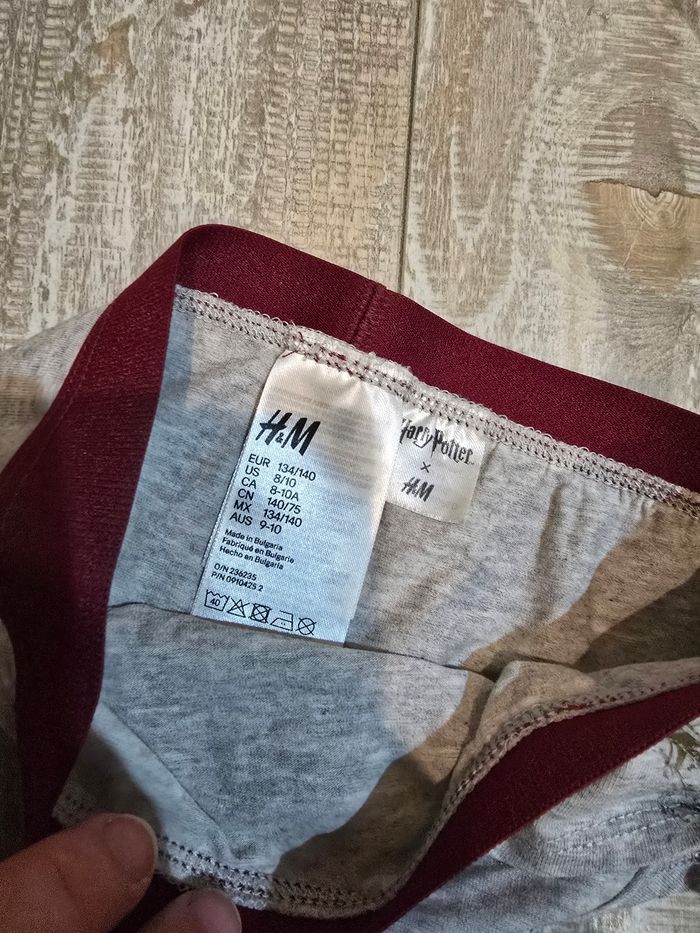 H&M
EUR 134/140
US 8/10
CA 8-10A
CN 140/75
MX 134/140
AUS 9-10
Made in Bulgaria
Fabriqué en Bulgarie
Hecho en Bulgaria
O/N 236235
P/N 0910425 2
40
Harry Potter
x
H&M